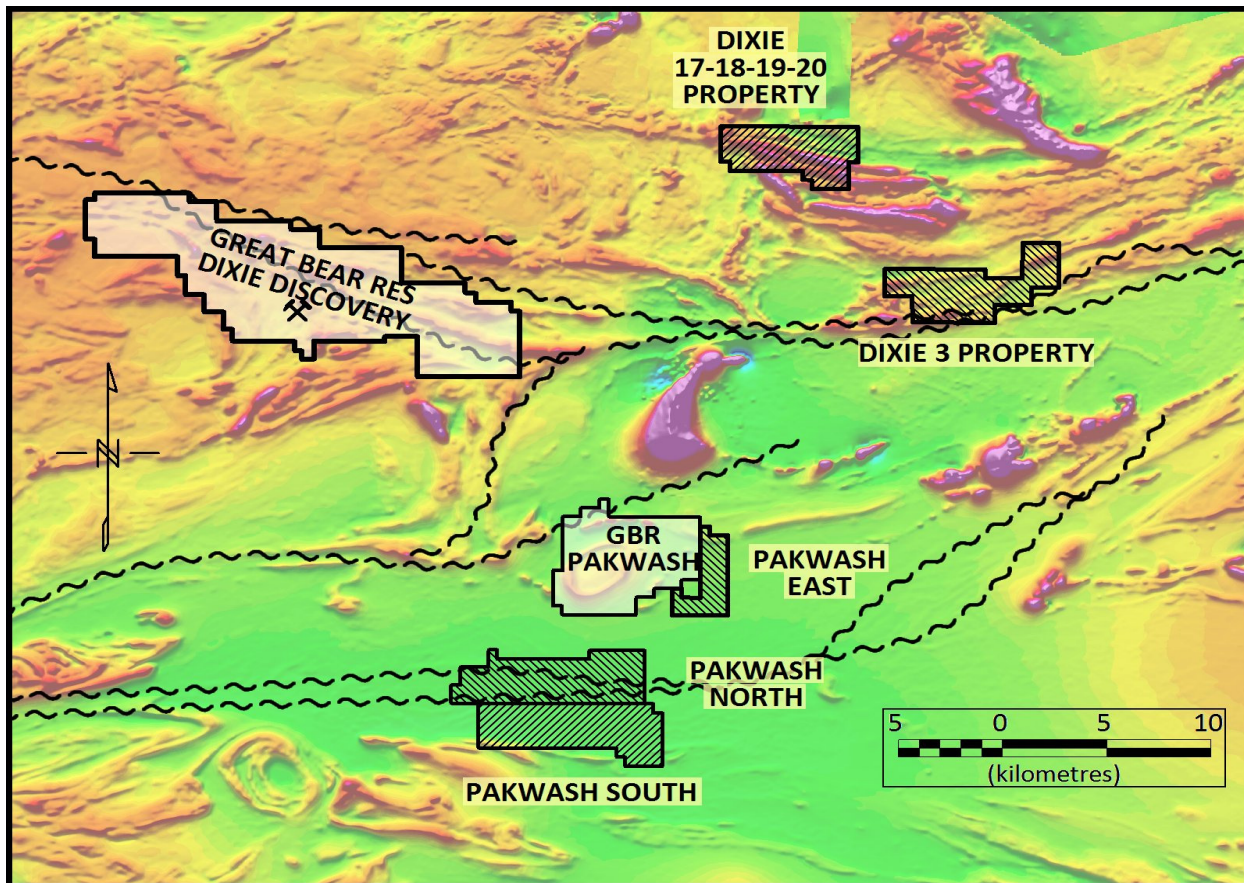 DIXIE
17-18-19-20
PROPERTY
GREAT BEAR RES
DIXIE DISCOVERY
DIXIE 3 PROPERTY
N
GBR
PAKWASH
PAKWASH
EAST
PAKWASH
NORTH
PAKWASH SOUTH
5 0 5 10
(kilometres)